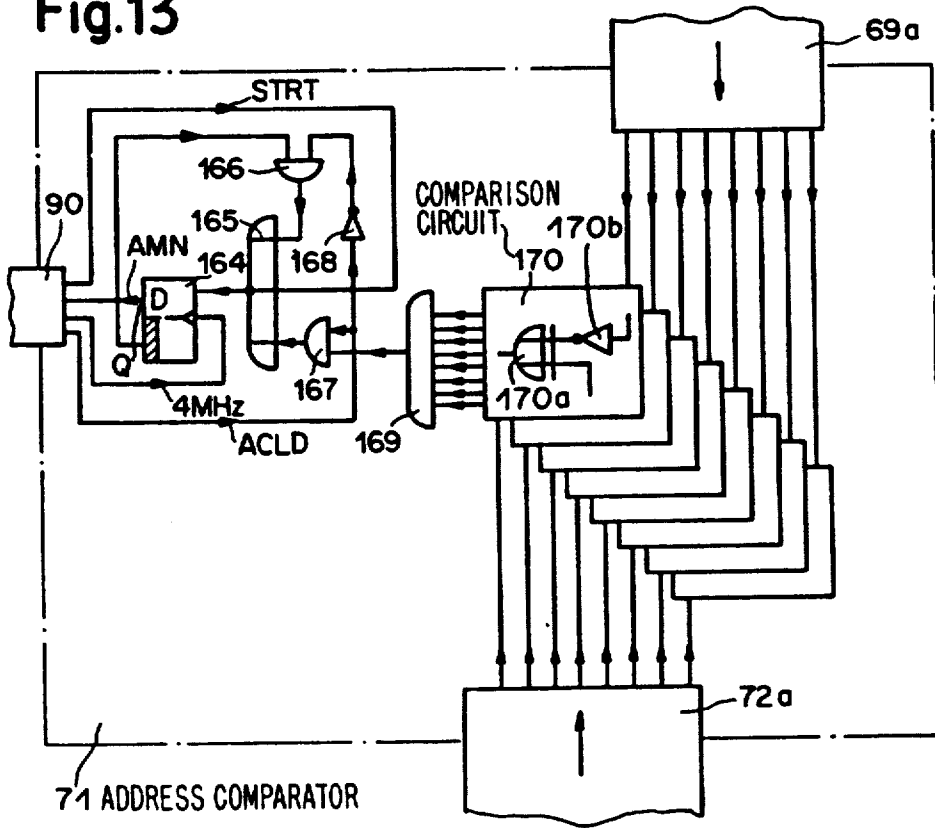 Fig.13
69a
STRT
166
COMPARISON
CIRCUIT
90
165
170b
AMN
164
168
170
D
Q
167
170a
4MHz
169
ACLD
72a
71 ADDRESS COMPARATOR